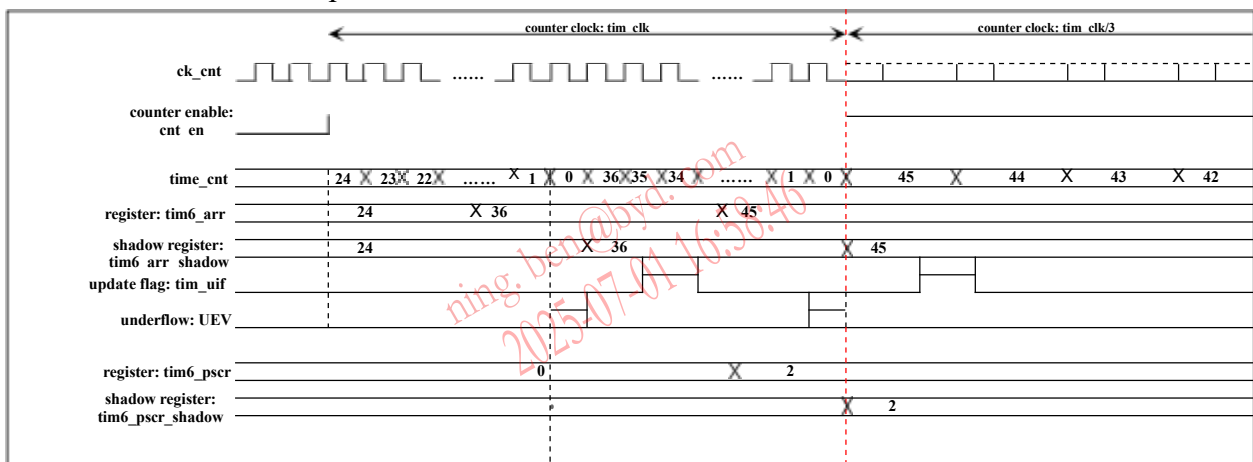 counter clock: tim_clk
counter clock: tim_clk/3
ck_cnt
......
......
counter enable:
cnt_en
time_cnt
24 23 22 ...... 1 0 36 35 34 ...... 1 0 45 44 43 42
register: tim6_arr
24 36 45
shadow register:
tim6_arr_shadow
24 36 45
update flag: tim_uif
underflow: UEV
register: tim6_pscr
0 2
shadow register:
tim6_pscr_shadow
2
ning. ben@byd. com
2025-07-01 16:58:46